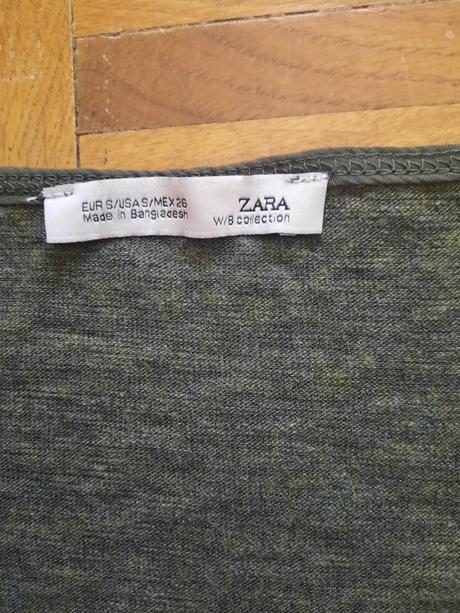 EUR S/USA S/MEX 26
Made in Bangladesh
ZARA
W/B collection